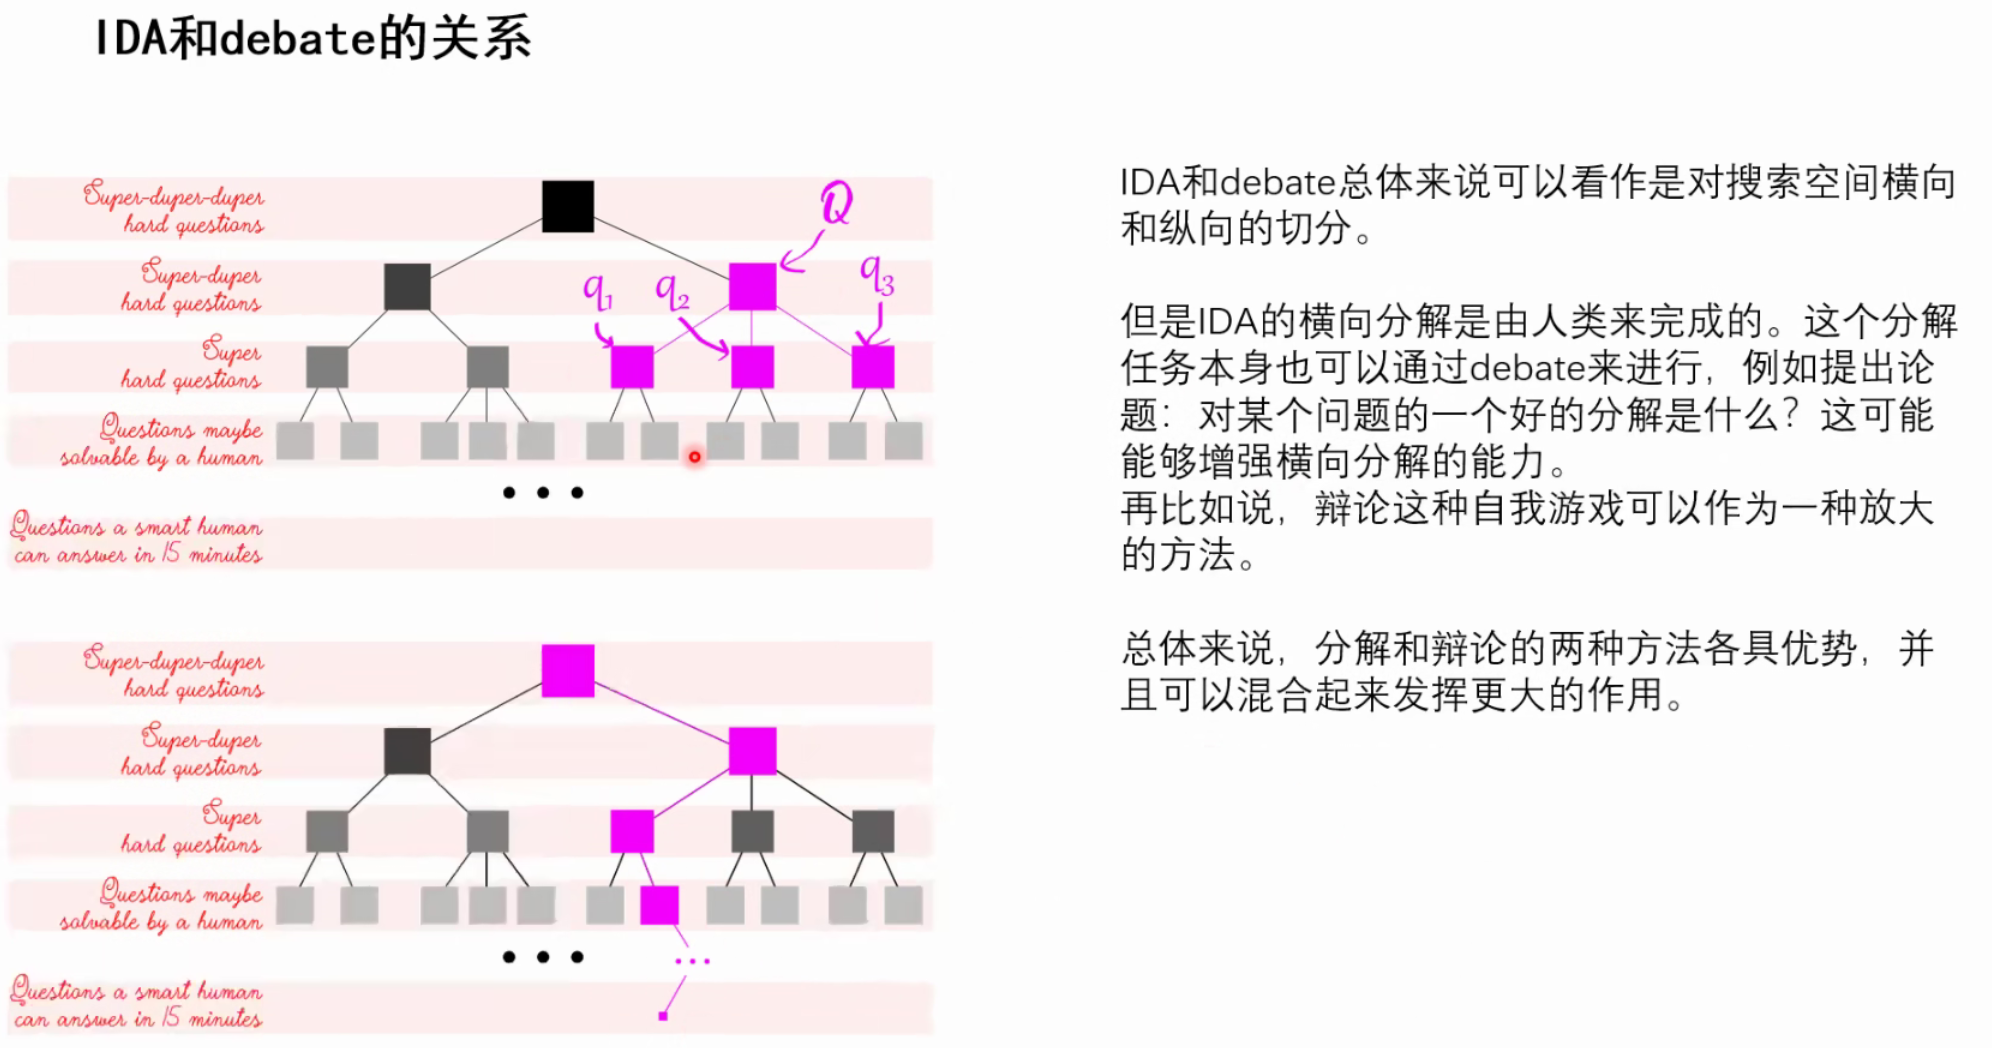 IDA和debate的关系
Super-duper-duper
hard questions
Q
Super-duper
hard questions
q1
q2
q3
Super
hard questions
Questions maybe
solvable by a human
Questions a smart human
can answer in 15 minutes
Super-duper-duper
hard questions
Super-duper
hard questions
Super
hard questions
Questions maybe
solvable by a human
Questions a smart human
can answer in 15 minutes
IDA和debate总体来说可以看作是对搜索空间横向
和纵向的切分。
但是IDA的横向分解是由人类来完成的。这个分解
任务本身也可以通过debate来进行，例如提出论
题：对某个问题的一个好的分解是什么？这可能
能够增强横向分解的能力。
再比如说，辩论这种自我游戏可以作为一种放大
的方法。
总体来说，分解和辩论的两种方法各具优势，并
且可以混合起来发挥更大的作用。